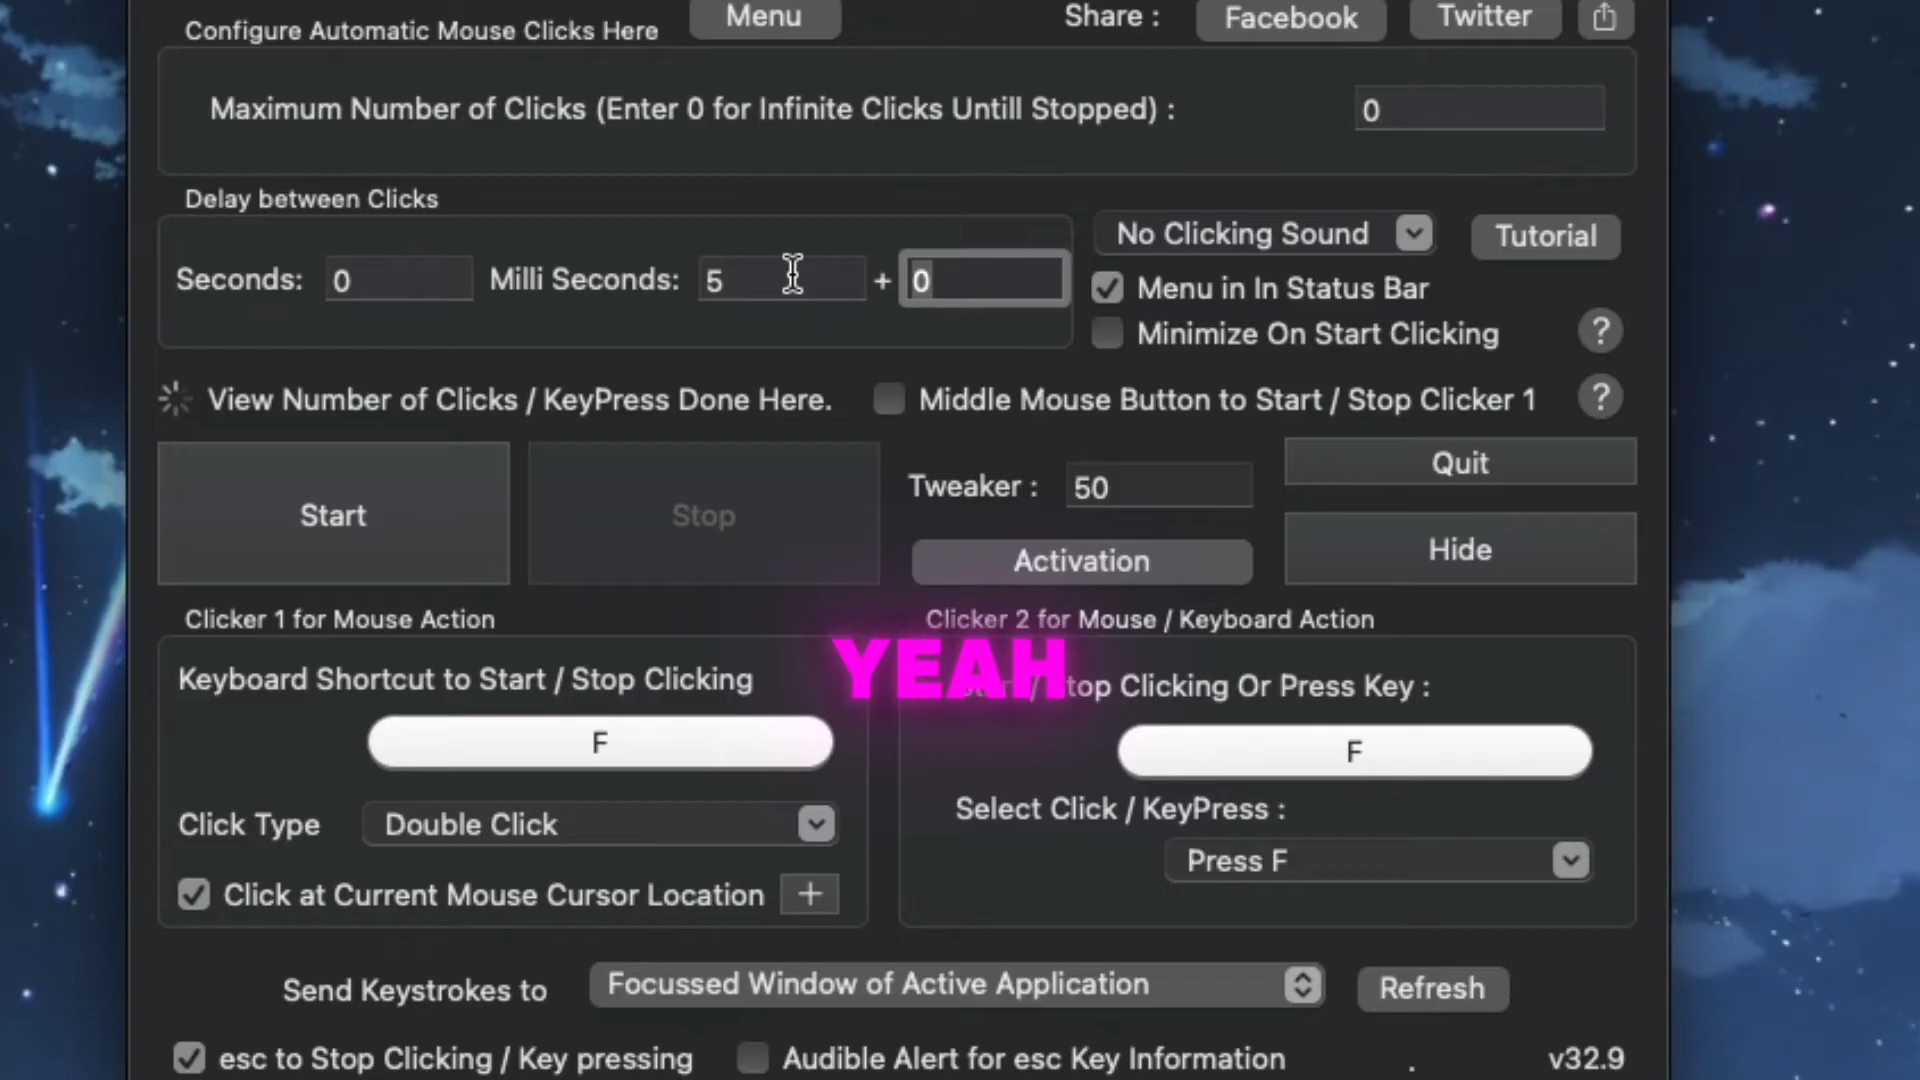 Configure Automatic Mouse Clicks Here
Menu
Share :
Facebook
Twitter
Maximum Number of Clicks (Enter 0 for Infinite Clicks Untill Stopped) :
0
Delay between Clicks
Seconds: 0
Milli Seconds: 5 + 0
No Clicking Sound
Tutorial
Menu in In Status Bar
Minimize On Start Clicking
?
View Number of Clicks / KeyPress Done Here.
Middle Mouse Button to Start / Stop Clicker 1
?
Start
Stop
Tweaker : 50
Activation
Quit
Hide
Clicker 1 for Mouse Action
Clicker 2 for Mouse / Keyboard Action
YEAH
Keyboard Shortcut to Start / Stop Clicking
F
Click Type
Double Click
Click at Current Mouse Cursor Location
+
top Clicking Or Press Key :
F
Select Click / KeyPress :
Press F
Send Keystrokes to
Focussed Window of Active Application
Refresh
esc to Stop Clicking / Key pressing
Audible Alert for esc Key Information
.
v32.9